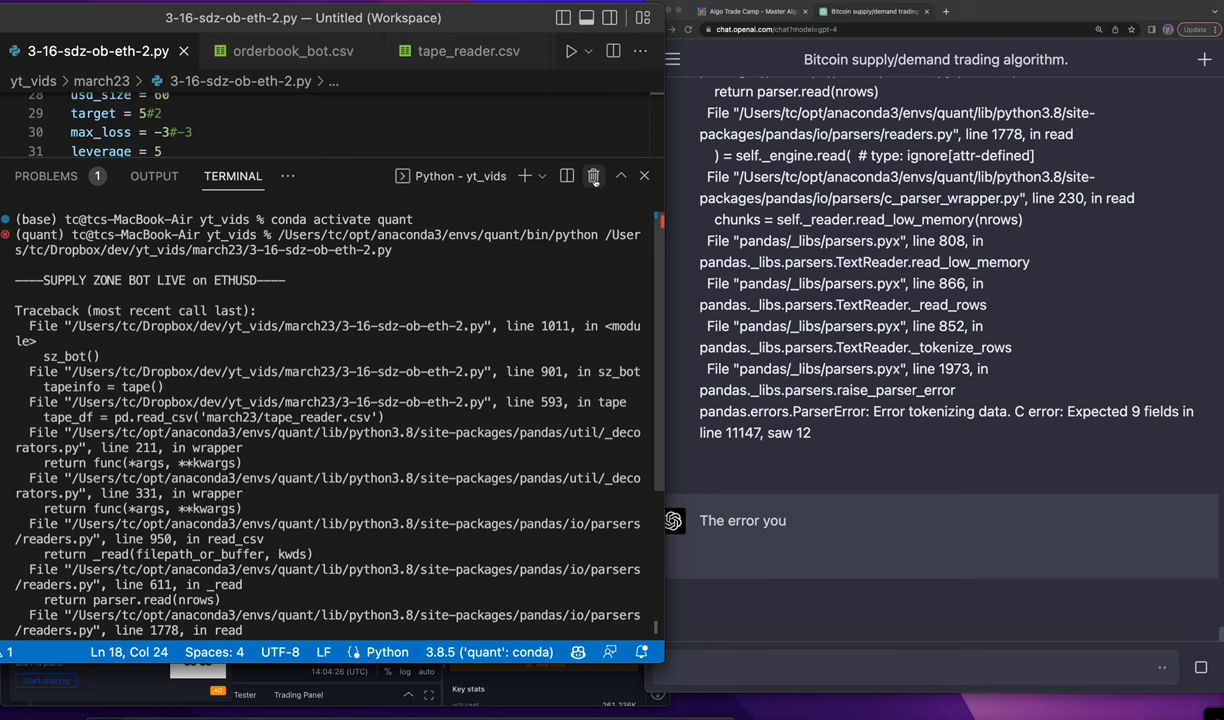 3-16-sdz-ob-eth-2.py — Untitled (Workspace)
3-16-sdz-ob-eth-2.py
orderbook_bot.csv
tape_reader.csv
yt_vids > march23 > 3-16-sdz-ob-eth-2.py > ...
28 usd_size = 60
29 target = 5#2
30 max_loss = -3#-3
31 leverage = 5
PROBLEMS 1 OUTPUT TERMINAL ... Python - yt_vids
(base) tc@tcs-MacBook-Air yt_vids % conda activate quant
(quant) tc@tcs-MacBook-Air yt_vids % /Users/tc/opt/anaconda3/envs/quant/bin/python /User
s/tc/Dropbox/dev/yt_vids/march23/3-16-sdz-ob-eth-2.py
----SUPPLY ZONE BOT LIVE on ETHUSD----
Traceback (most recent call last):
File "/Users/tc/Dropbox/dev/yt_vids/march23/3-16-sdz-ob-eth-2.py", line 1011, in <modu
le>
sz_bot()
File "/Users/tc/Dropbox/dev/yt_vids/march23/3-16-sdz-ob-eth-2.py", line 901, in sz_bot
tapeinfo = tape()
File "/Users/tc/Dropbox/dev/yt_vids/march23/3-16-sdz-ob-eth-2.py", line 593, in tape
tape_df = pd.read_csv('march23/tape_reader.csv')
File "/Users/tc/opt/anaconda3/envs/quant/lib/python3.8/site-packages/pandas/util/_deco
rators.py", line 211, in wrapper
return func(*args, **kwargs)
File "/Users/tc/opt/anaconda3/envs/quant/lib/python3.8/site-packages/pandas/util/_deco
rators.py", line 331, in wrapper
return func(*args, **kwargs)
File "/Users/tc/opt/anaconda3/envs/quant/lib/python3.8/site-packages/pandas/io/parsers
/readers.py", line 950, in read_csv
return _read(filepath_or_buffer, kwds)
File "/Users/tc/opt/anaconda3/envs/quant/lib/python3.8/site-packages/pandas/io/parsers
/readers.py", line 611, in _read
return parser.read(nrows)
File "/Users/tc/opt/anaconda3/envs/quant/lib/python3.8/site-packages/pandas/io/parsers
/readers.py", line 1778, in read
1 Ln 18, Col 24 Spaces: 4 UTF-8 LF Python 3.8.5 ('quant': conda)
Start sharing
AD
14:04:26 (UTC) % log auto
Tester Trading Panel
Key stats
Algo Trade Camp - Master Alg
Bitcoin supply/demand trading
chat.openai.com/chat?model=gpt-4
Update
Bitcoin supply/demand trading algorithm.
return parser.read(nrows)
File "/Users/tc/opt/anaconda3/envs/quant/lib/python3.8/site-
packages/pandas/io/parsers/readers.py", line 1778, in read
) = self._engine.read( # type: ignore[attr-defined]
File "/Users/tc/opt/anaconda3/envs/quant/lib/python3.8/site-
packages/pandas/io/parsers/c_parser_wrapper.py", line 230, in read
chunks = self._reader.read_low_memory(nrows)
File "pandas/_libs/parsers.pyx", line 808, in
pandas._libs.parsers.TextReader.read_low_memory
File "pandas/_libs/parsers.pyx", line 866, in
pandas._libs.parsers.TextReader._read_rows
File "pandas/_libs/parsers.pyx", line 852, in
pandas._libs.parsers.TextReader._tokenize_rows
File "pandas/_libs/parsers.pyx", line 1973, in
pandas._libs.parsers.raise_parser_error
pandas.errors.ParserError: Error tokenizing data. C error: Expected 9 fields in
line 11147, saw 12
The error you